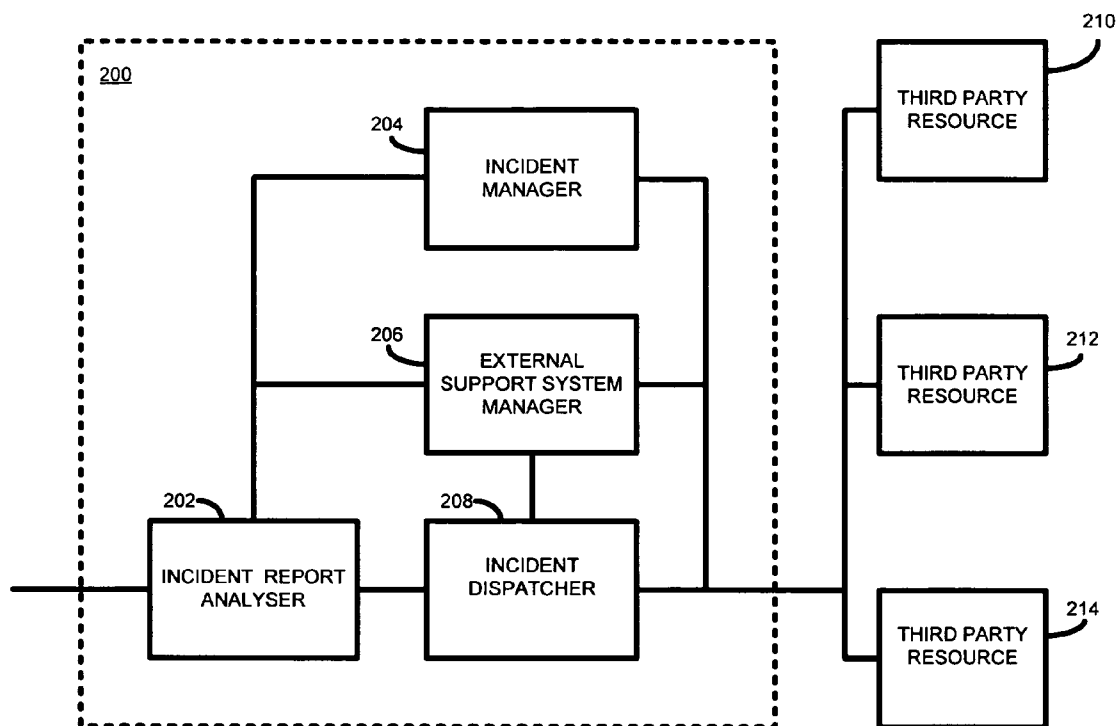 210
200
THIRD PARTY
RESOURCE
204
INCIDENT
MANAGER
206
EXTERNAL
SUPPORT SYSTEM
MANAGER
212
THIRD PARTY
RESOURCE
202
208
INCIDENT REPORT
ANALYSER
INCIDENT
DISPATCHER
214
THIRD PARTY
RESOURCE